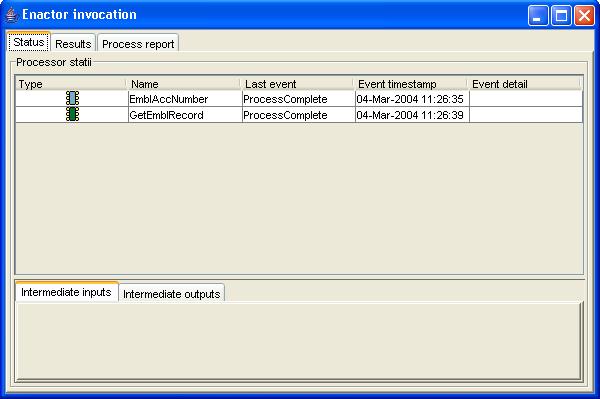 Enactor invocation
Status Results Process report
Processor statii
Type Name Last event Event timestamp Event detail
EmblAccNumber ProcessComplete 04-Mar-2004 11:26:35
GetEmblRecord ProcessComplete 04-Mar-2004 11:26:39
Intermediate inputs Intermediate outputs